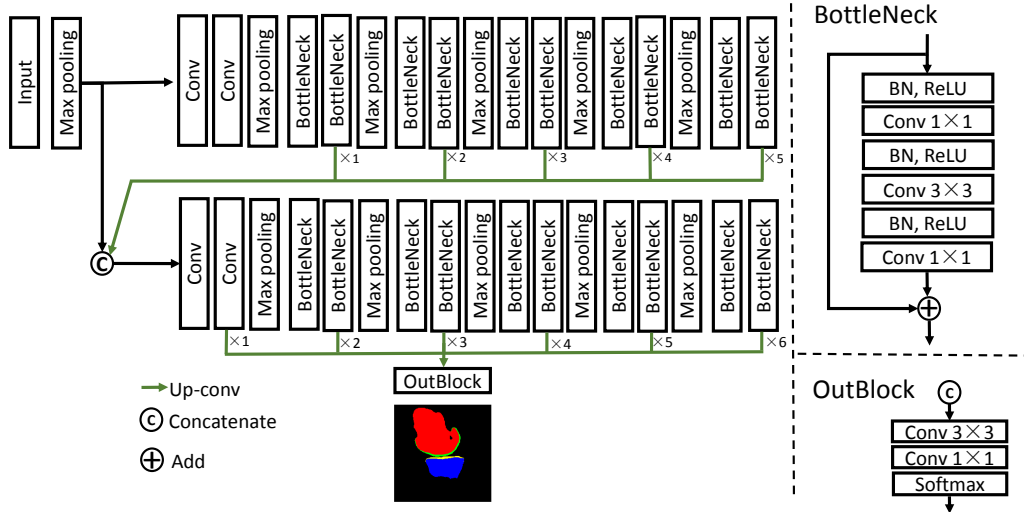 Input
Max pooling
Conv
Conv
Max pooling
BottleNeck
BottleNeck
Max pooling
BottleNeck
BottleNeck
Max pooling
BottleNeck
BottleNeck
Max pooling
BottleNeck
BottleNeck
Max pooling
BottleNeck
BottleNeck
×1
×2
×3
×4
×5
C
Conv
Conv
Max pooling
BottleNeck
BottleNeck
Max pooling
BottleNeck
BottleNeck
Max pooling
BottleNeck
BottleNeck
Max pooling
BottleNeck
BottleNeck
Max pooling
BottleNeck
BottleNeck
×1
×2
×3
×4
×5
×6
OutBlock
Up-conv
C Concatenate
Add
BottleNeck
BN, ReLU
Conv 1×1
BN, ReLU
Conv 3×3
BN, ReLU
Conv 1×1
OutBlock
C
Conv 3×3
Conv 1×1
Softmax